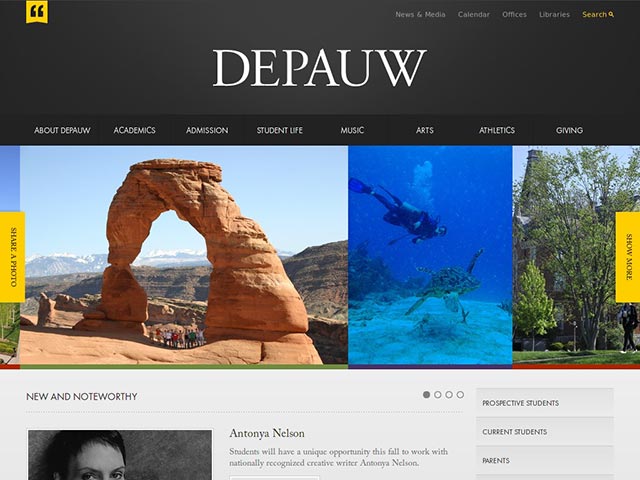 News & Media Calendar Offices Libraries Search
DEPAUW
ABOUT DEPAUW ACADEMICS ADMISSION STUDENT LIFE MUSIC ARTS ATHLETICS GIVING
SHARE A PHOTO
SHOW MORE
NEW AND NOTEWORTHY
Antonya Nelson
Students will have a unique opportunity this fall to work with
nationally recognized creative writer Antonya Nelson.
PROSPECTIVE STUDENTS
CURRENT STUDENTS
PARENTS